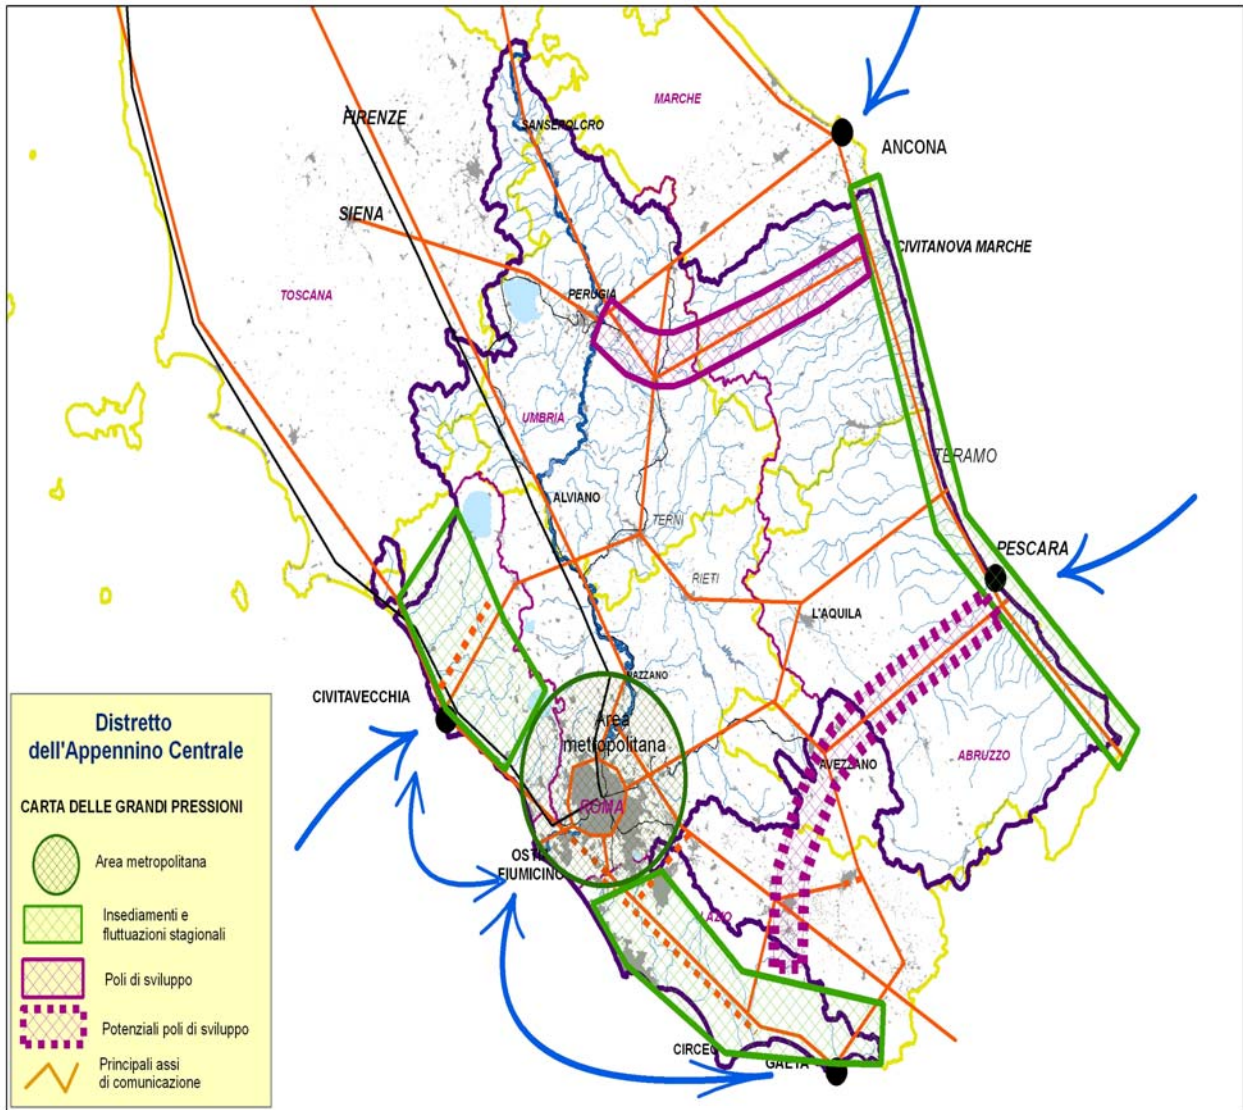 MARCHE
FIRENZE
SANSEPOLCRO
ANCONA
SIENA
CIVITANOVA MARCHE
TOSCANA
PERUGIA
UMBRIA
TERAMO
ALVIANO
TERNI
PESCARA
RIETI
L'AQUILA
NAZZANO
CIVITAVECCHIA
Area
metropolitana
ABRUZZO
AVEZZANO
ROMA
OSTIA
FIUMICINO
LAZIO
CIRCEO
GAETA
Distretto
dell'Appennino Centrale
CARTA DELLE GRANDI PRESSIONI
Area metropolitana
Insediamenti e
fluttuazioni stagionali
Poli di sviluppo
Potenziali poli di sviluppo
Principali assi
di comunicazione